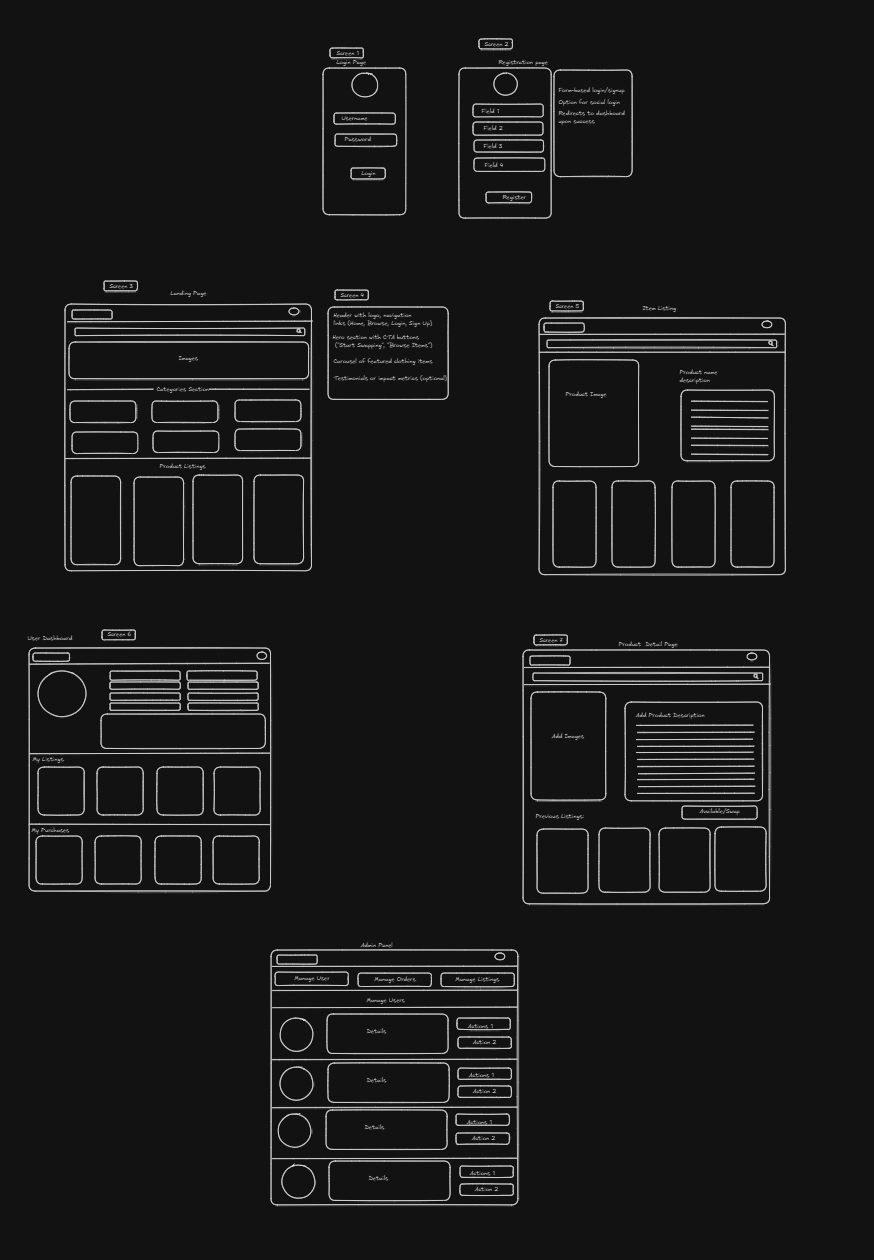 Screen 1
Login Page
Username
Password
Login
Screen 2
Registration page
Field 1
Field 2
Field 3
Field 4
Register
Form-based login/signup
Option for social login
Redirects to dashboard
upon success
Screen 3
Landing Page
Images
Categories Section
Product Listings
Screen 4
Header with logo, navigation
links (Home, Browse, Login, Sign Up)
Hero section with CTA buttons
("Start Swapping", "Browse Items")
Carousel of featured clothing items
Testimonials or impact metrics (optional)
Screen 5
Item Listing
Product Image
Product name
description
User Dashboard
Screen 6
My Listings
My Purchases
Screen 7
Product Detail Page
Add Images
Add Product Description
Available/Swap
Previous Listings:
Admin Panel
Manage User
Manage Orders
Manage Listings
Manage Users
Details
Actions 1
Action 2
Details
Actions 1
Action 2
Details
Actions 1
Action 2
Details
Actions 1
Action 2